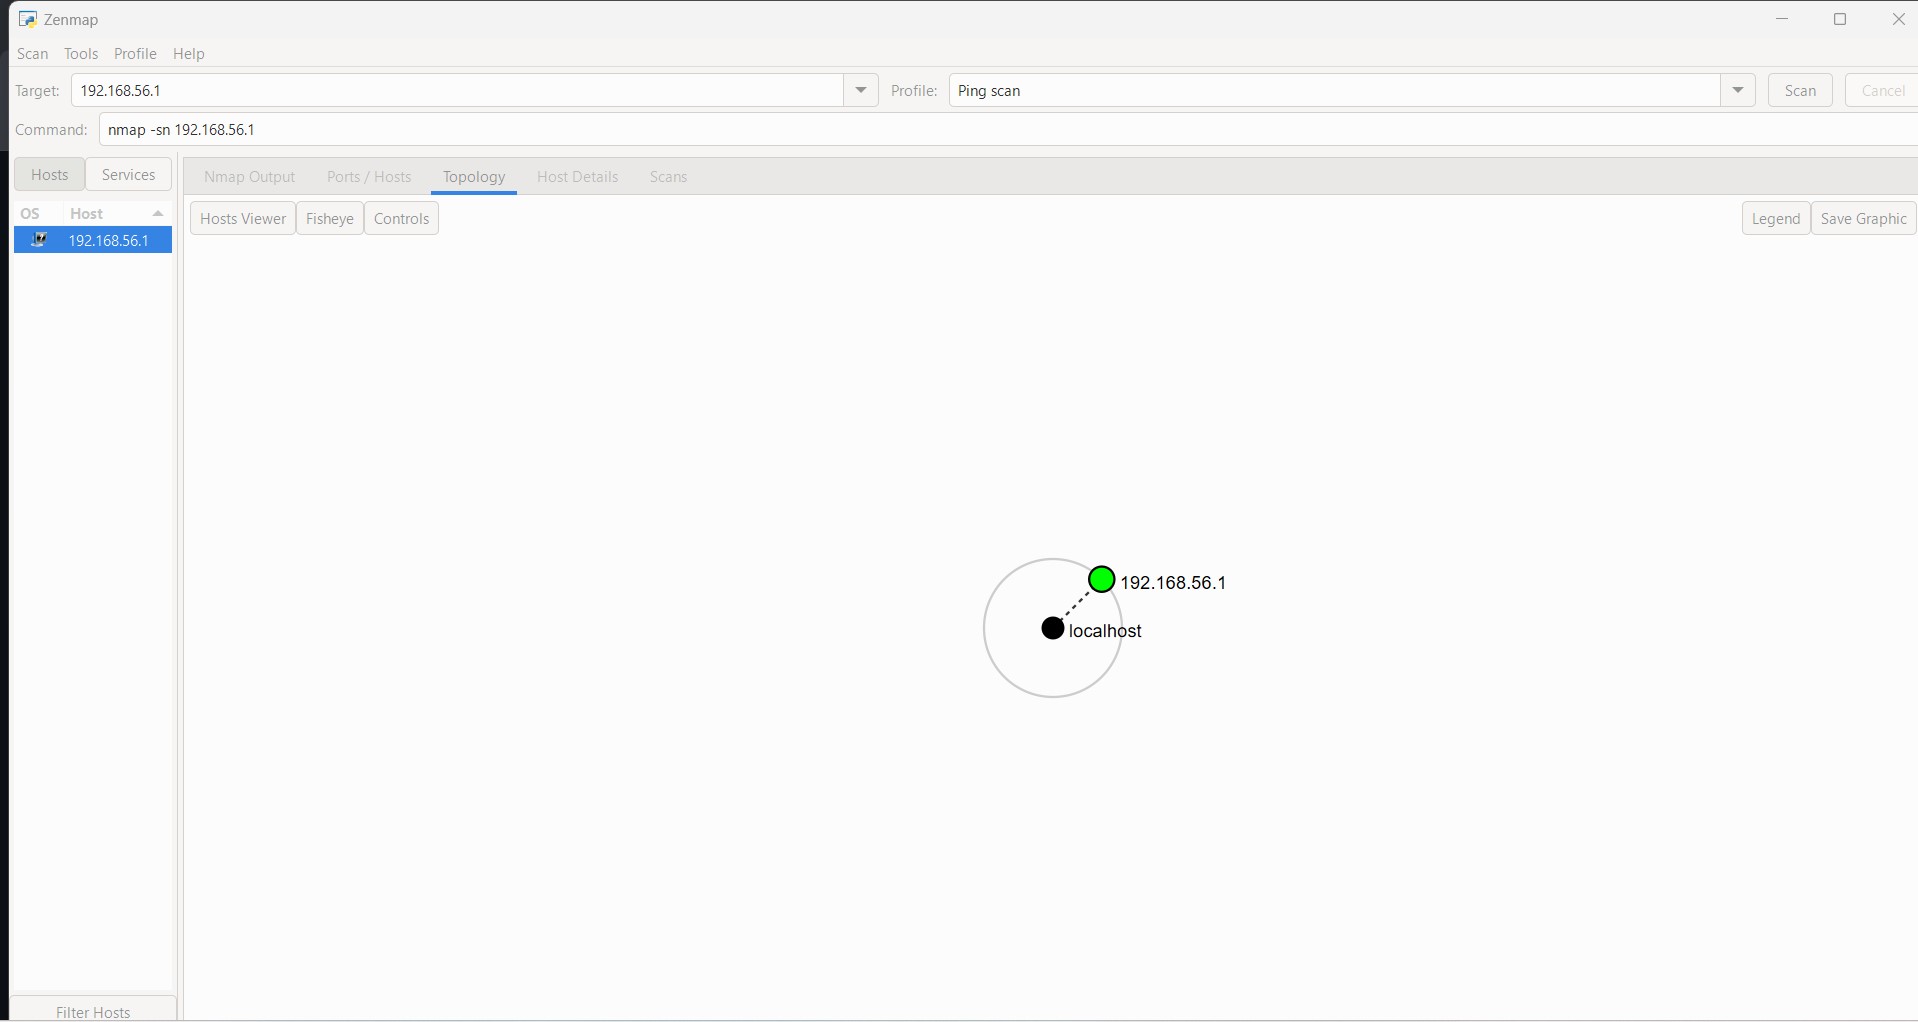 Zenmap
Scan Tools Profile Help
Target: 192.168.56.1 Profile: Ping scan Scan Cancel
Command: nmap -sn 192.168.56.1
Hosts Services Nmap Output Ports / Hosts Topology Host Details Scans
OS Host Hosts Viewer Fisheye Controls Legend Save Graphic
192.168.56.1
192.168.56.1
localhost
Filter Hosts